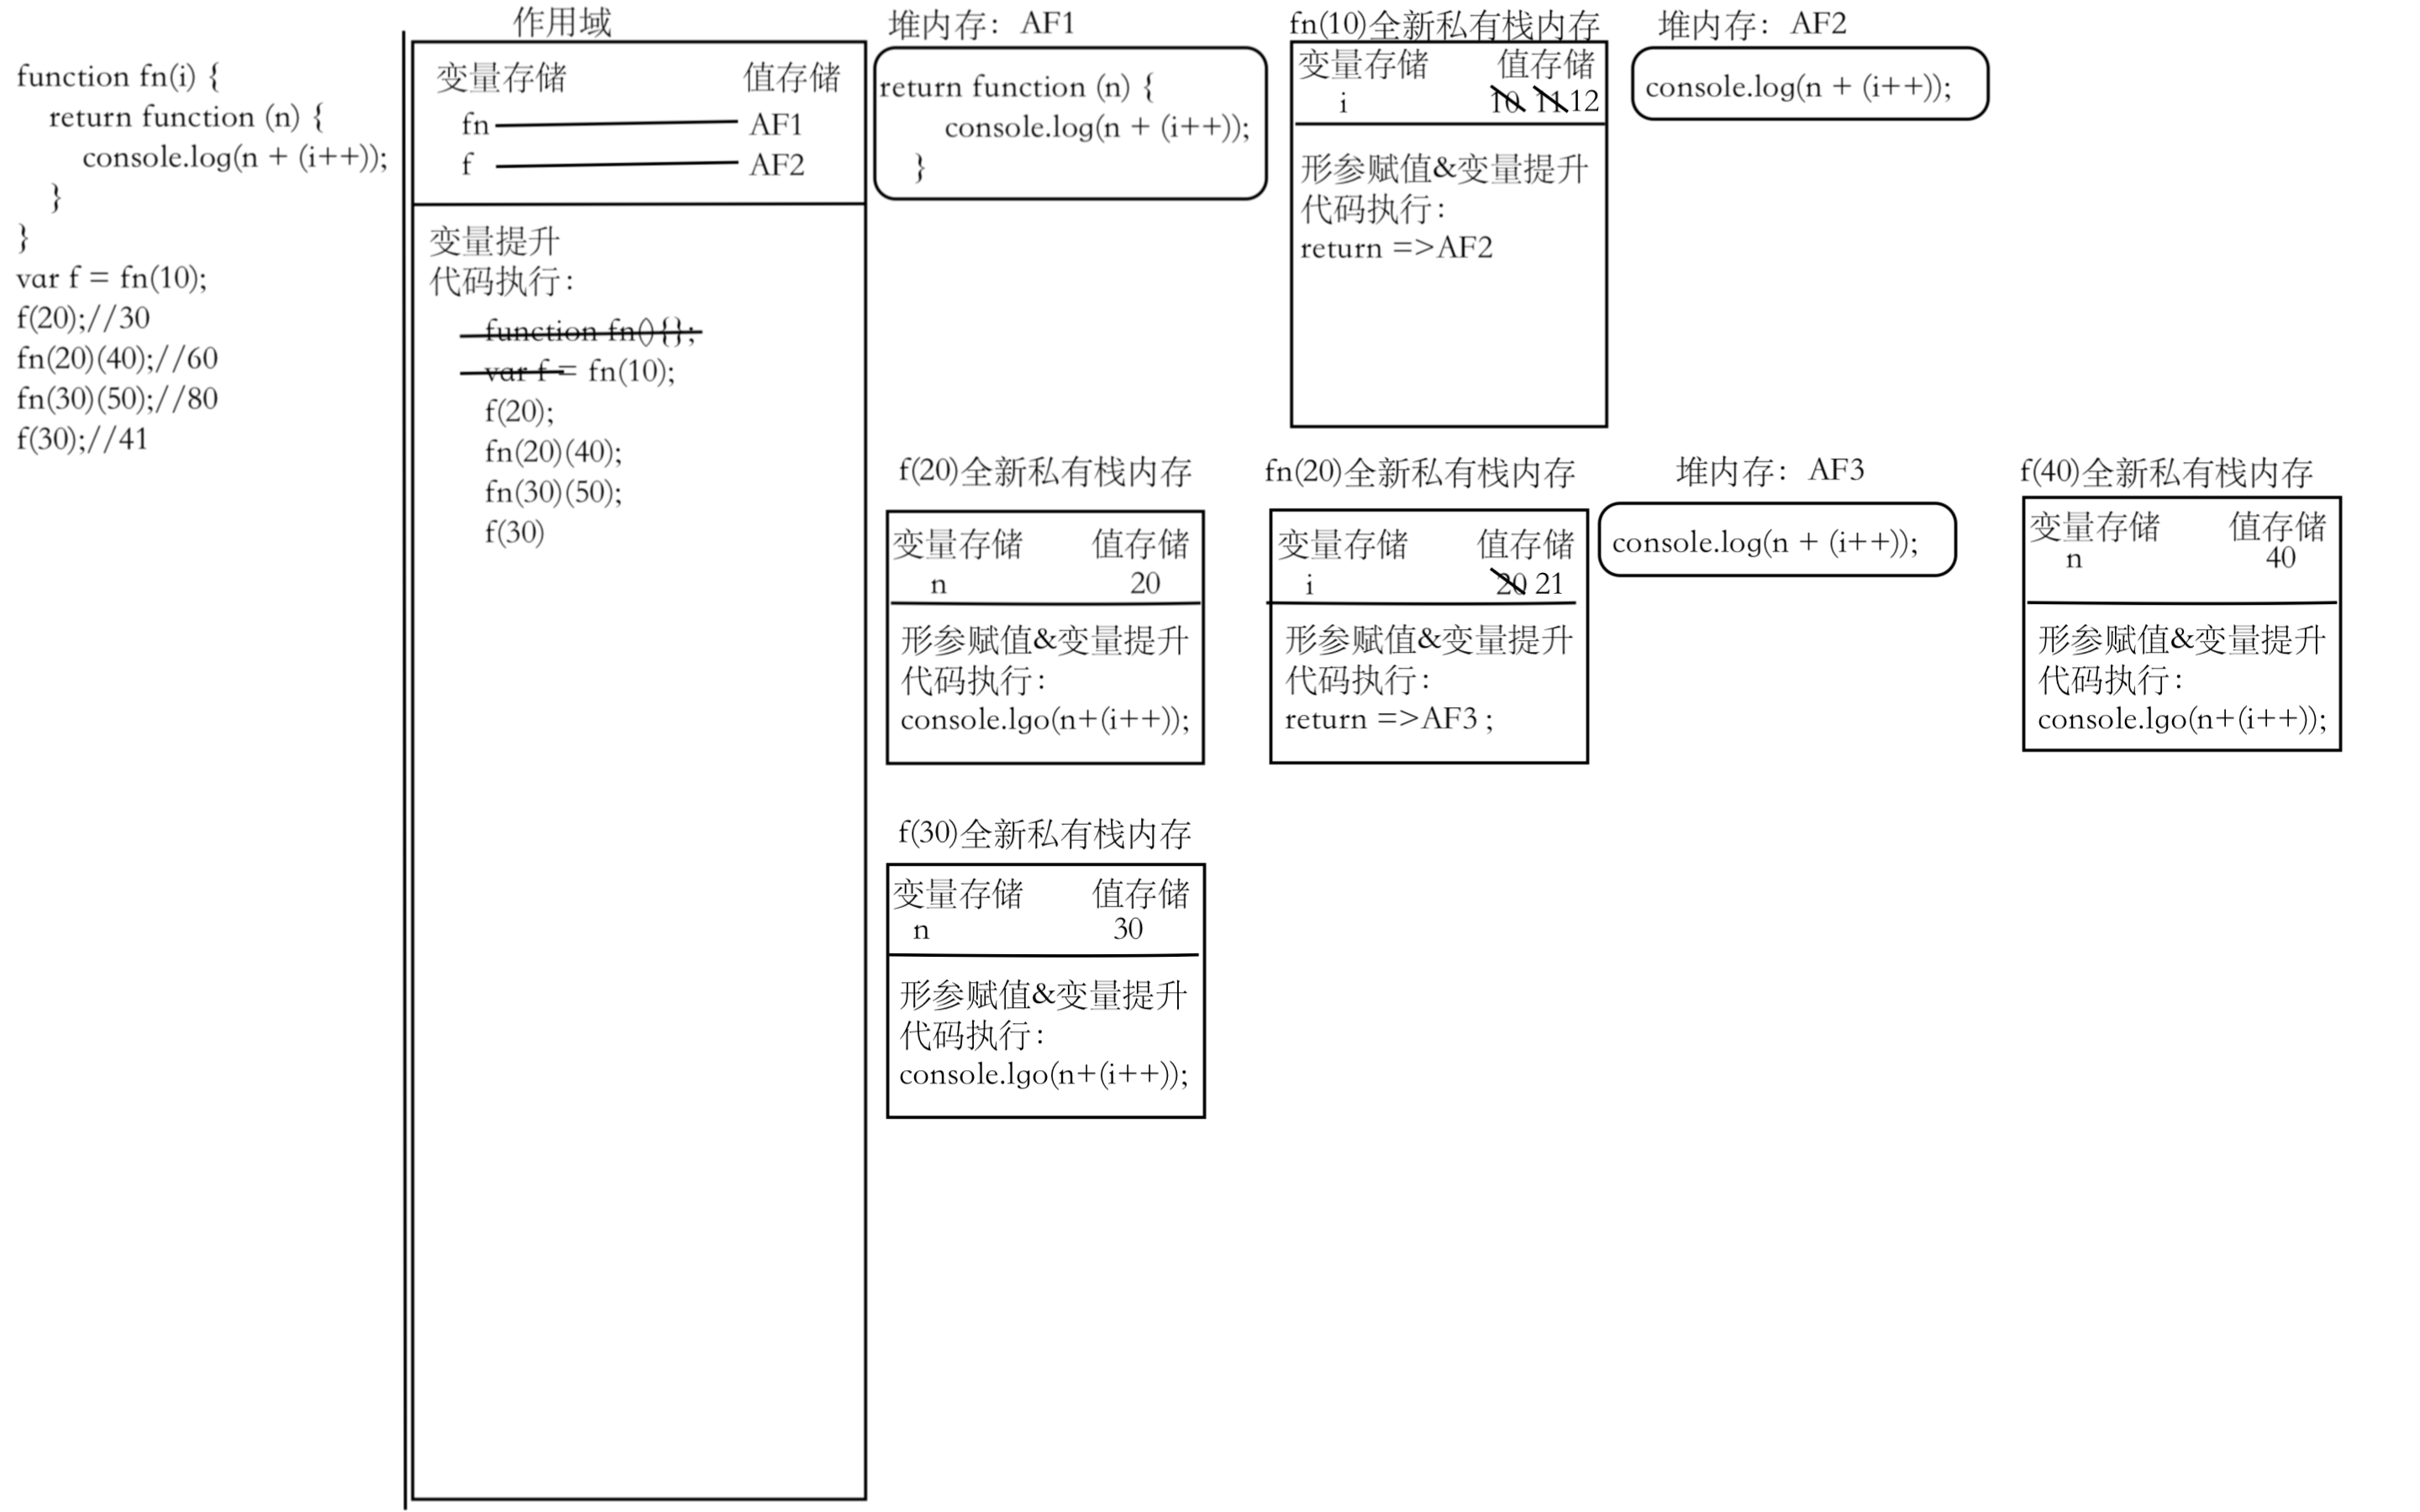 function fn(i) {
return function (n) {
console.log(n + (i++));
}
}
var f = fn(10);
f(20);//30
fn(20)(40);//60
fn(30)(50);//80
f(30);//41
作用域
变量存储 值存储
fn AF1
f AF2
变量提升
代码执行:
function fn(){};
var f = fn(10);
f(20);
fn(20)(40);
fn(30)(50);
f(30)
堆内存: AF1
return function (n) {
console.log(n + (i++));
}
fn(10)全新私有栈内存
变量存储 值存储
i 10 11 12
形参赋值&变量提升
代码执行:
return =>AF2
堆内存: AF2
console.log(n + (i++));
f(20)全新私有栈内存
变量存储 值存储
n 20
形参赋值&变量提升
代码执行:
console.lgo(n+(i++));
fn(20)全新私有栈内存
变量存储 值存储
i 20 21
形参赋值&变量提升
代码执行:
return =>AF3 ;
堆内存: AF3
console.log(n + (i++));
f(40)全新私有栈内存
变量存储 值存储
n 40
形参赋值&变量提升
代码执行:
console.lgo(n+(i++));
f(30)全新私有栈内存
变量存储 值存储
n 30
形参赋值&变量提升
代码执行:
console.lgo(n+(i++));